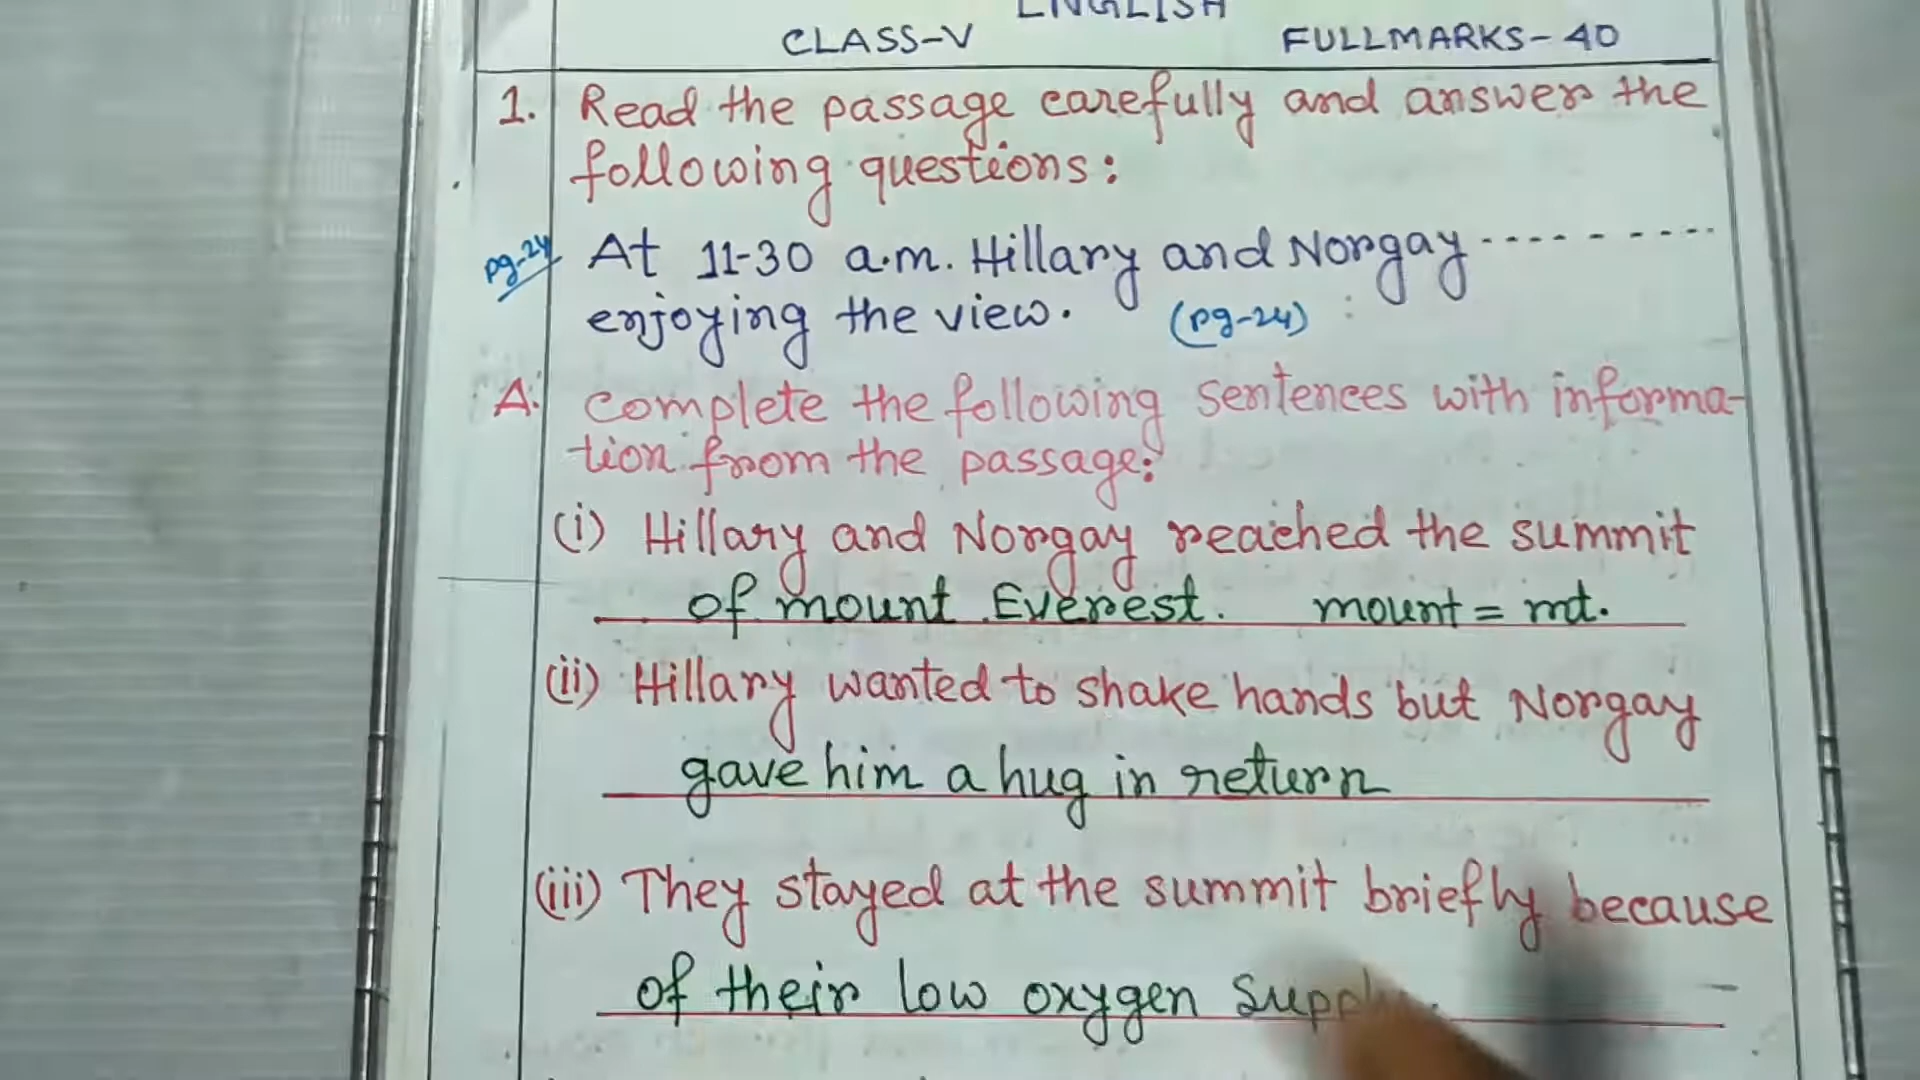 ENGLISH
CLASS-V FULLMARKS-40
1. Read the passage carefully and answer the
following questions:
pg-24 At 11-30 a.m. Hillary and Norgay ----------
enjoying the view. (pg-24)
A. Complete the following sentences with informa-
tion from the passage:
(i) Hillary and Norgay reached the summit
of mount Everest. mount = mt.
(ii) Hillary wanted to shake hands but Norgay
gave him a hug in return
(iii) They stayed at the summit briefly because
of their low oxygen